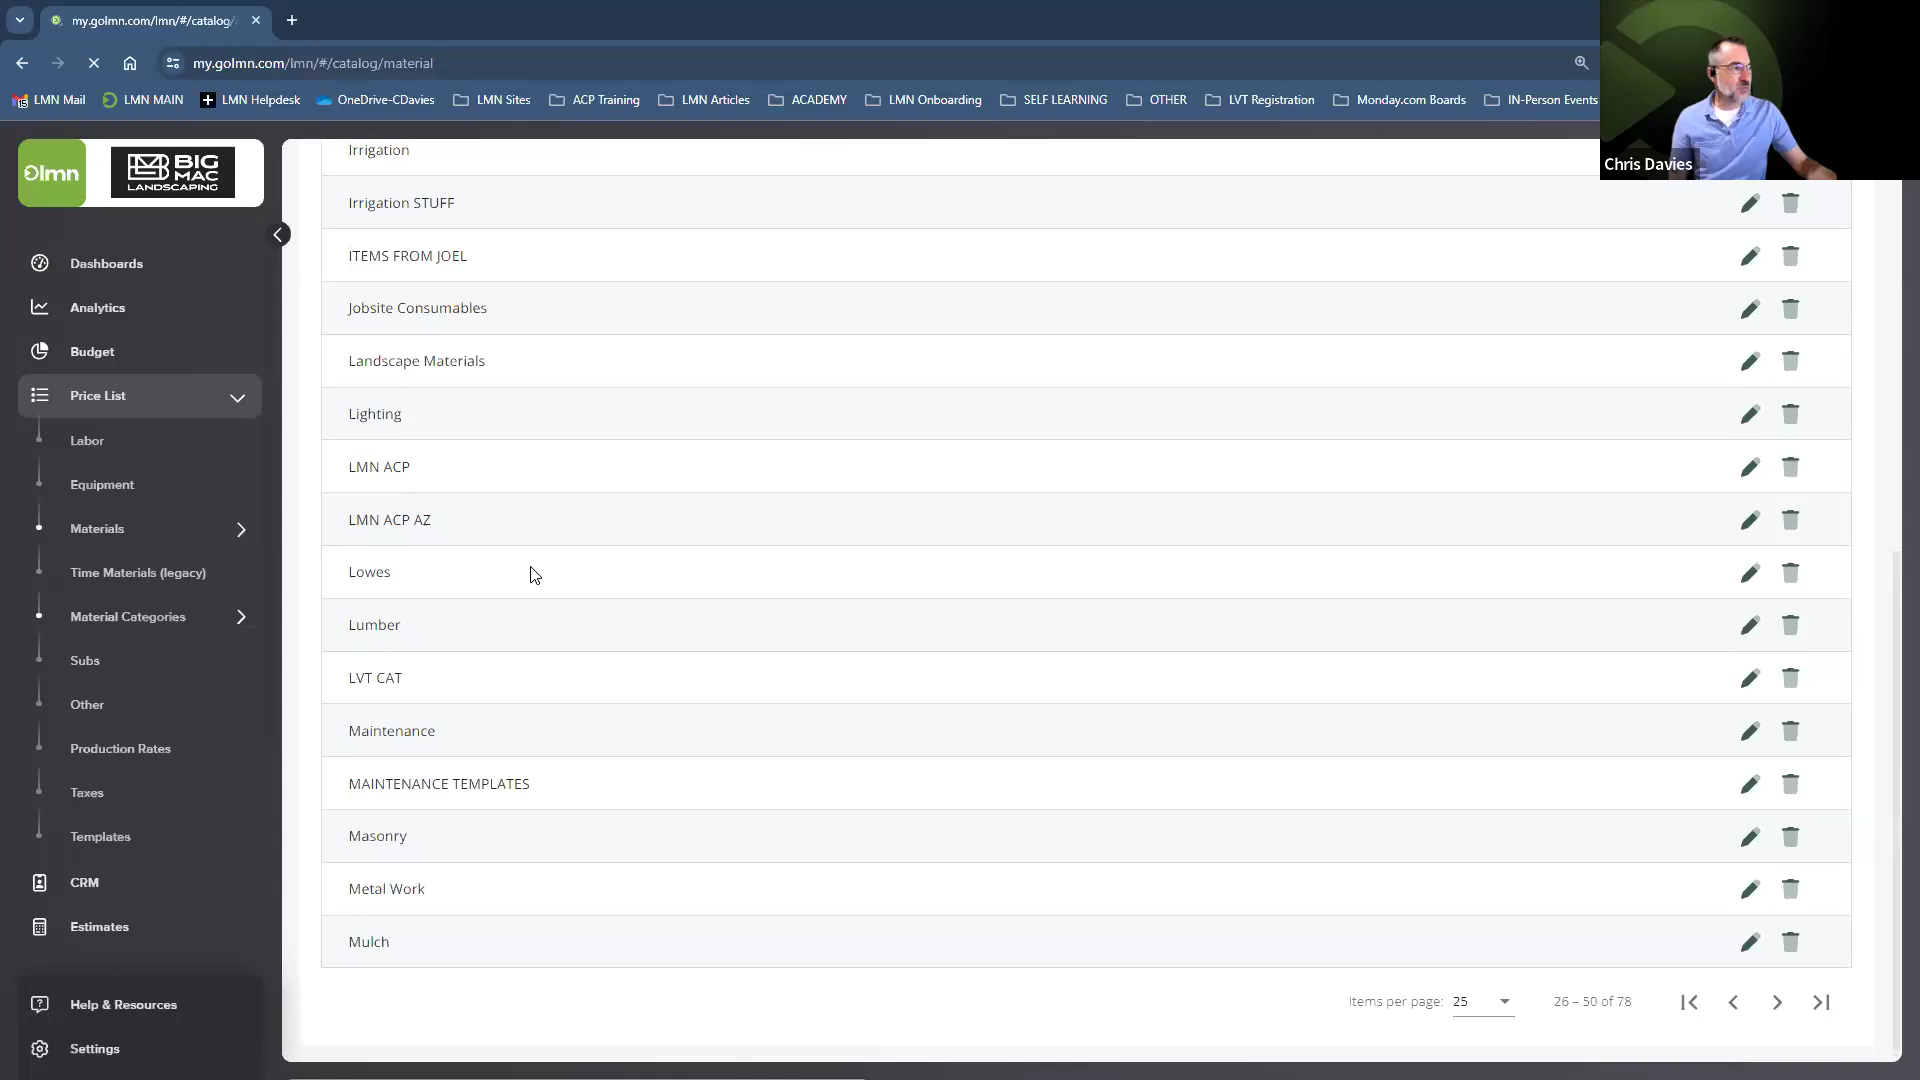 my.golmn.com/lmn/#/catalog/
my.golmn.com/lmn/#/catalog/material
LMN Mail
LMN MAIN
LMN Helpdesk
OneDrive-CDavies
LMN Sites
ACP Training
LMN Articles
ACADEMY
LMN Onboarding
SELF LEARNING
OTHER
LVT Registration
Monday.com Boards
IN-Person Events
Chris Davies
lmn
BIG
MAC
LANDSCAPING
Dashboards
Analytics
Budget
Price List
Labor
Equipment
Materials
Time Materials (legacy)
Material Categories
Subs
Other
Production Rates
Taxes
Templates
CRM
Estimates
Help & Resources
Settings
Irrigation
Irrigation STUFF
ITEMS FROM JOEL
Jobsite Consumables
Landscape Materials
Lighting
LMN ACP
LMN ACP AZ
Lowes
Lumber
LVT CAT
Maintenance
MAINTENANCE TEMPLATES
Masonry
Metal Work
Mulch
Items per page: 25
26 – 50 of 78